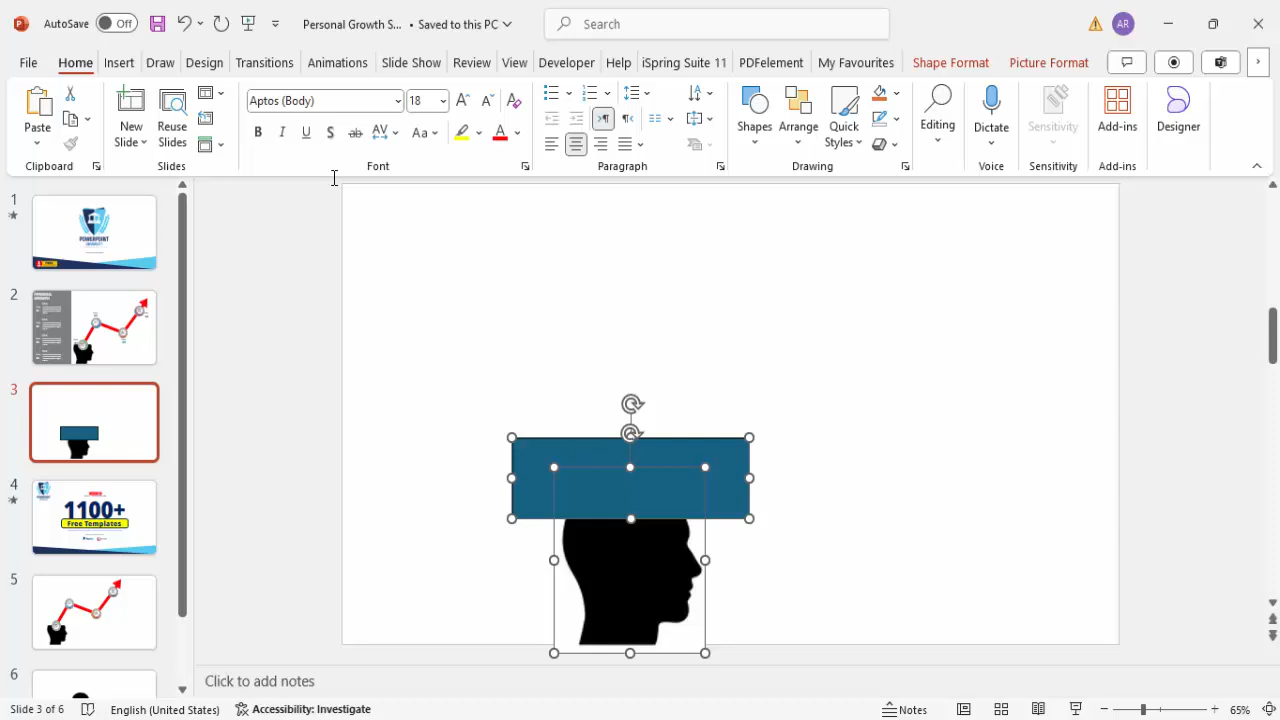 AutoSave Off Personal Growth S... • Saved to this PC Search AR
File Home Insert Draw Design Transitions Animations Slide Show Review View Developer Help iSpring Suite 11 PDFelement My Favourites Shape Format Picture Format
Aptos (Body) 18
Paste New Slide Reuse Slides B I U S ab AV Aa A Shapes Arrange Quick Styles Editing Dictate Sensitivity Add-ins Designer
Clipboard Slides Font Paragraph Drawing Voice Sensitivity Add-ins
1
POWERPOINT
2
3
4
1100+
Free Templates
5
6
Click to add notes
Slide 3 of 6 English (United States) Accessibility: Investigate Notes 65%